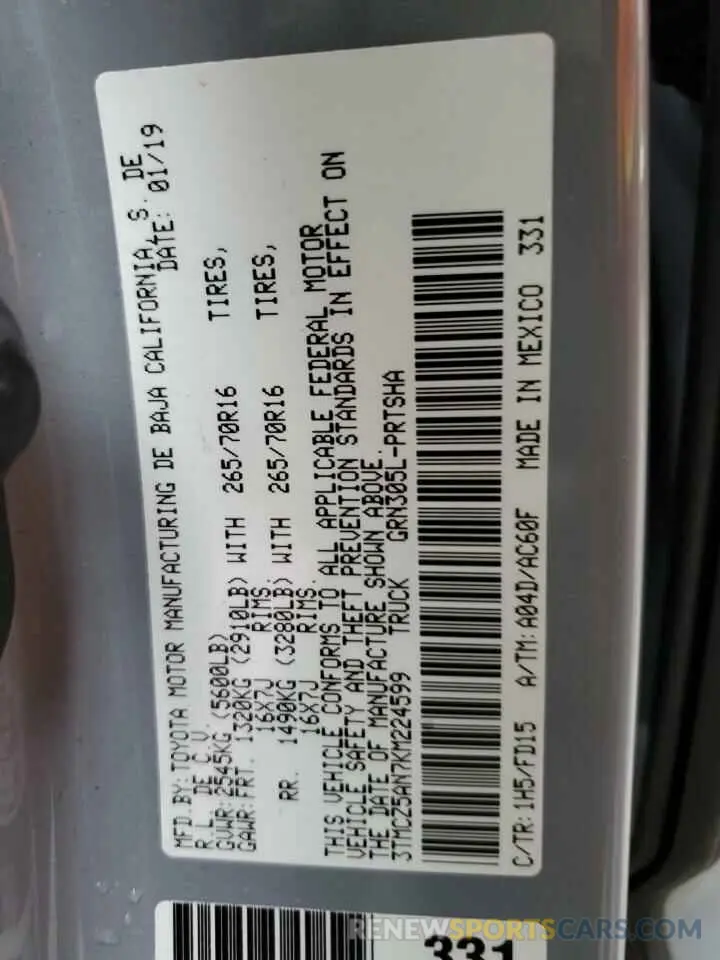 MFD.BY:TOYOTA MOTOR MANUFACTURING DE BAJA CALIFORNIA, S. DE
R.L. DE C.V. DATE: 01/19
GVWR:2545KG (5600LB)
GAWR:FRT. 1320KG (2910LB) WITH 265/70R16 TIRES,
16X7J RIMS.
RR. 1490KG (3280LB) WITH 265/70R16 TIRES,
16X7J RIMS.
THIS VEHICLE CONFORMS TO ALL APPLICABLE FEDERAL MOTOR
VEHICLE SAFETY AND THEFT PREVENTION STANDARDS IN EFFECT ON
THE DATE OF MANUFACTURE SHOWN ABOVE.
3TMCZ5AN7KM224599 TRUCK GRN305L-PRTSHA
C/TR:1H5/FD15 A/TM:A04D/AC60F MADE IN MEXICO 331
331
RENEWSPORTSCARS.COM